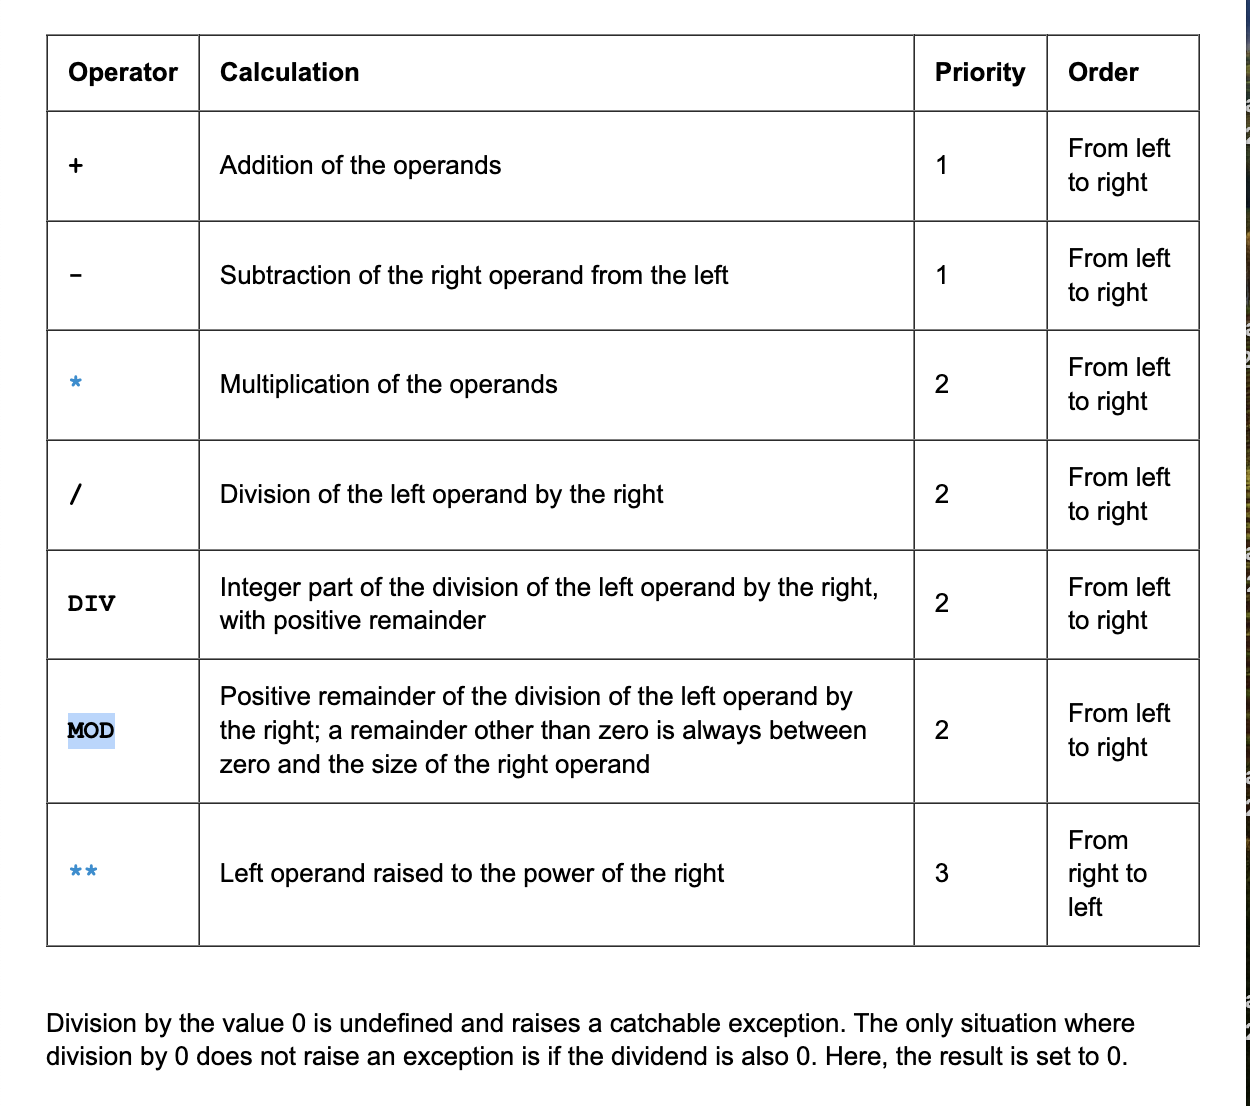 Operator Calculation Priority Order
+ Addition of the operands 1 From left
to right
- Subtraction of the right operand from the left 1 From left
to right
* Multiplication of the operands 2 From left
to right
/ Division of the left operand by the right 2 From left
to right
DIV Integer part of the division of the left operand by the right,
with positive remainder 2 From left
to right
MOD Positive remainder of the division of the left operand by
the right; a remainder other than zero is always between
zero and the size of the right operand 2 From left
to right
** Left operand raised to the power of the right 3 From
right to
left
Division by the value 0 is undefined and raises a catchable exception. The only situation where
division by 0 does not raise an exception is if the dividend is also 0. Here, the result is set to 0.